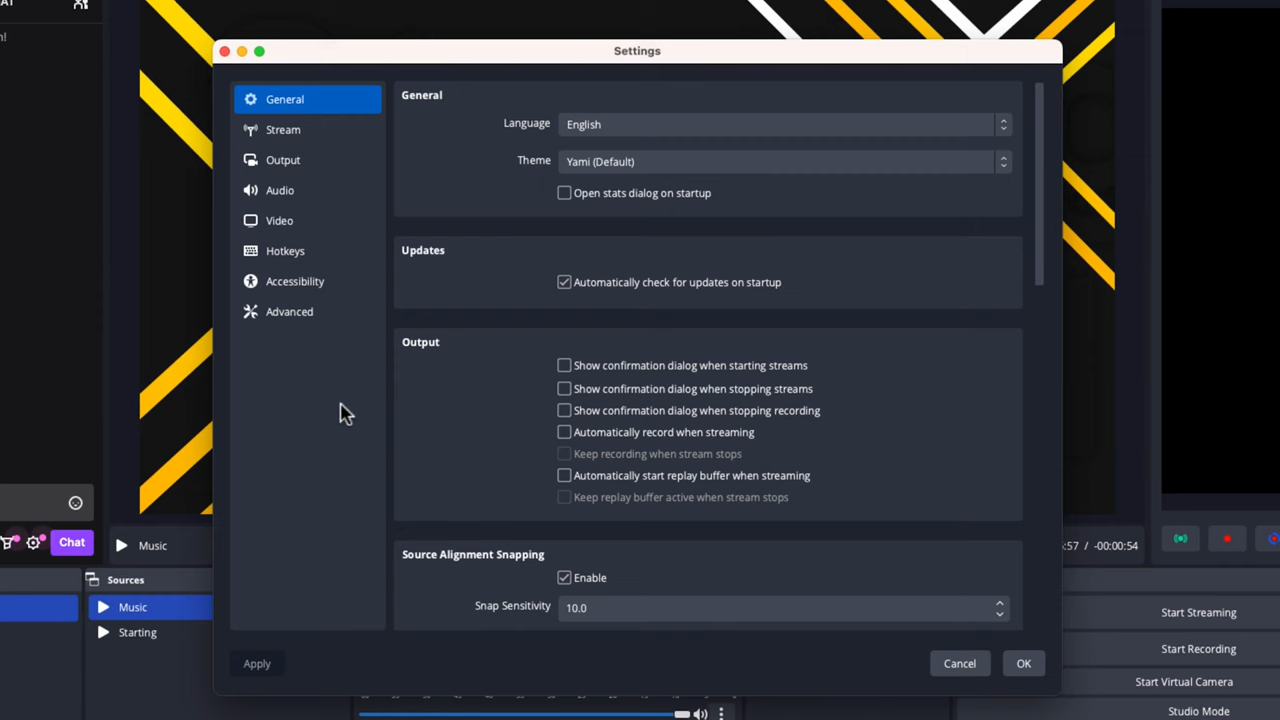 AT
n!
Settings
General
Stream
Output
Audio
Video
Hotkeys
Accessibility
Advanced
General
Language English
Theme Yami (Default)
Open stats dialog on startup
Updates
Automatically check for updates on startup
Output
Show confirmation dialog when starting streams
Show confirmation dialog when stopping streams
Show confirmation dialog when stopping recording
Automatically record when streaming
Keep recording when stream stops
Automatically start replay buffer when streaming
Keep replay buffer active when stream stops
Source Alignment Snapping
Enable
Snap Sensitivity 10.0
Apply
Cancel
OK
Chat
Music
:57 / -00:00:54
Sources
Music
Starting
Start Streaming
Start Recording
Start Virtual Camera
Studio Mode